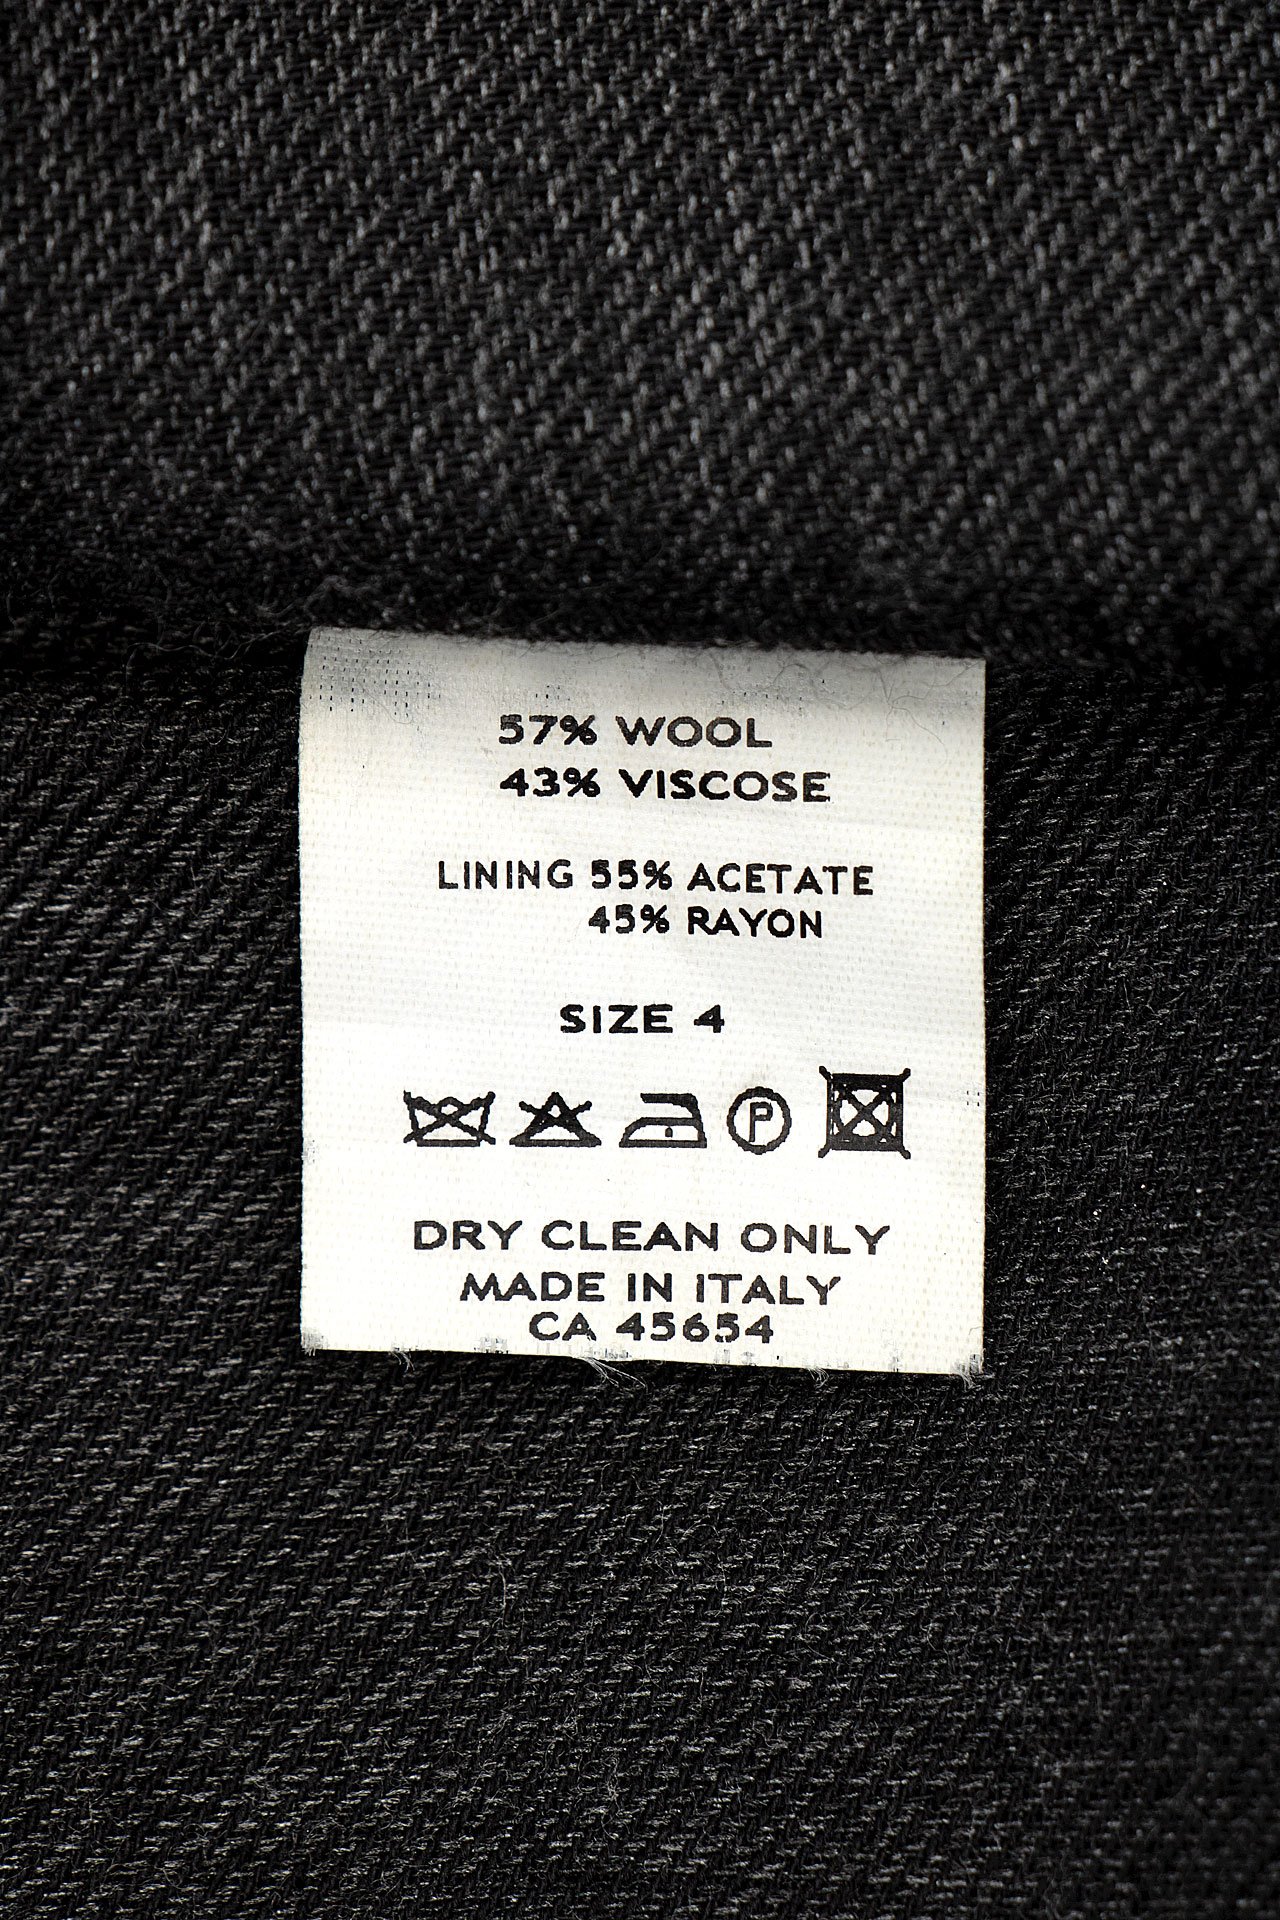 57% WOOL
43% VISCOSE
LINING 55% ACETATE
45% RAYON
SIZE 4
P
DRY CLEAN ONLY
MADE IN ITALY
CA 45654